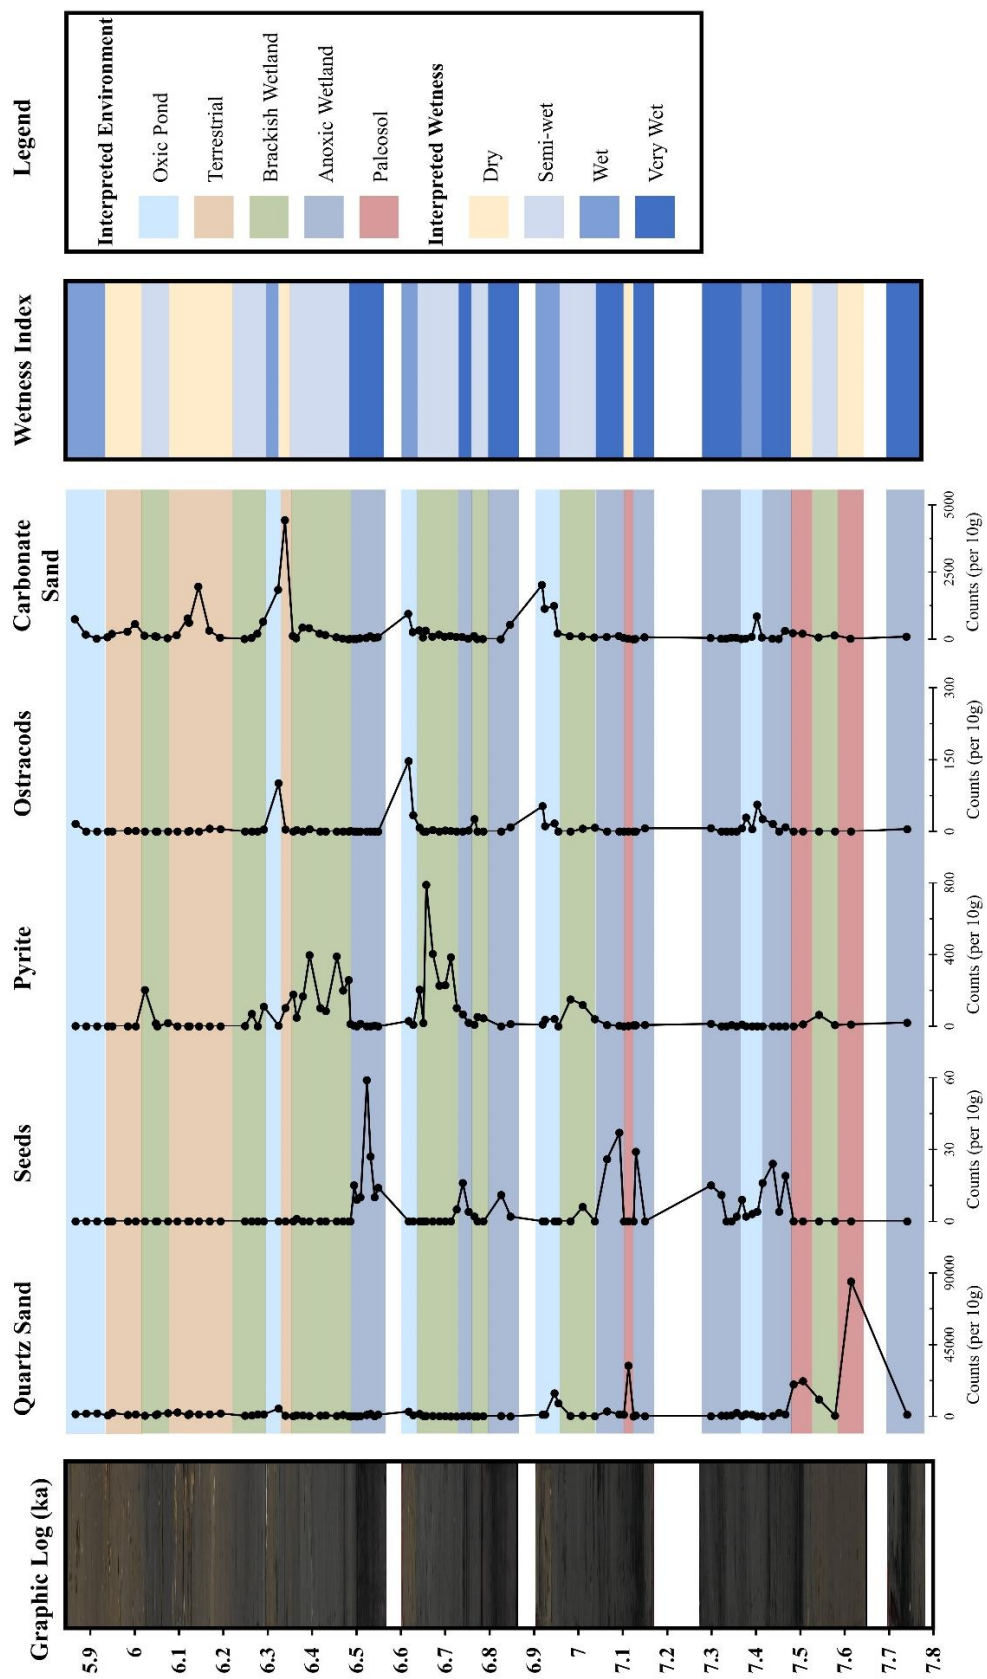 Graphic Log (ka)
5.9
6
6.1
6.2
6.3
6.4
6.5
6.6
6.7
6.8
6.9
7
7.1
7.2
7.3
7.4
7.5
7.6
7.7
7.8
Quartz Sand
0
45000
90000
Counts (per 10g)
Seeds
0
30
60
Counts (per 10g)
Pyrite
0
400
800
Counts (per 10g)
Ostracods
0
150
300
Counts (per 10g)
Carbonate
Sand
0
2500
5000
Counts (per 10g)
Wetness Index
Legend
Interpreted Environment
Oxic Pond
Terrestrial
Brackish Wetland
Anoxic Wetland
Paleosol
Interpreted Wetness
Dry
Semi-wet
Wet
Very Wet